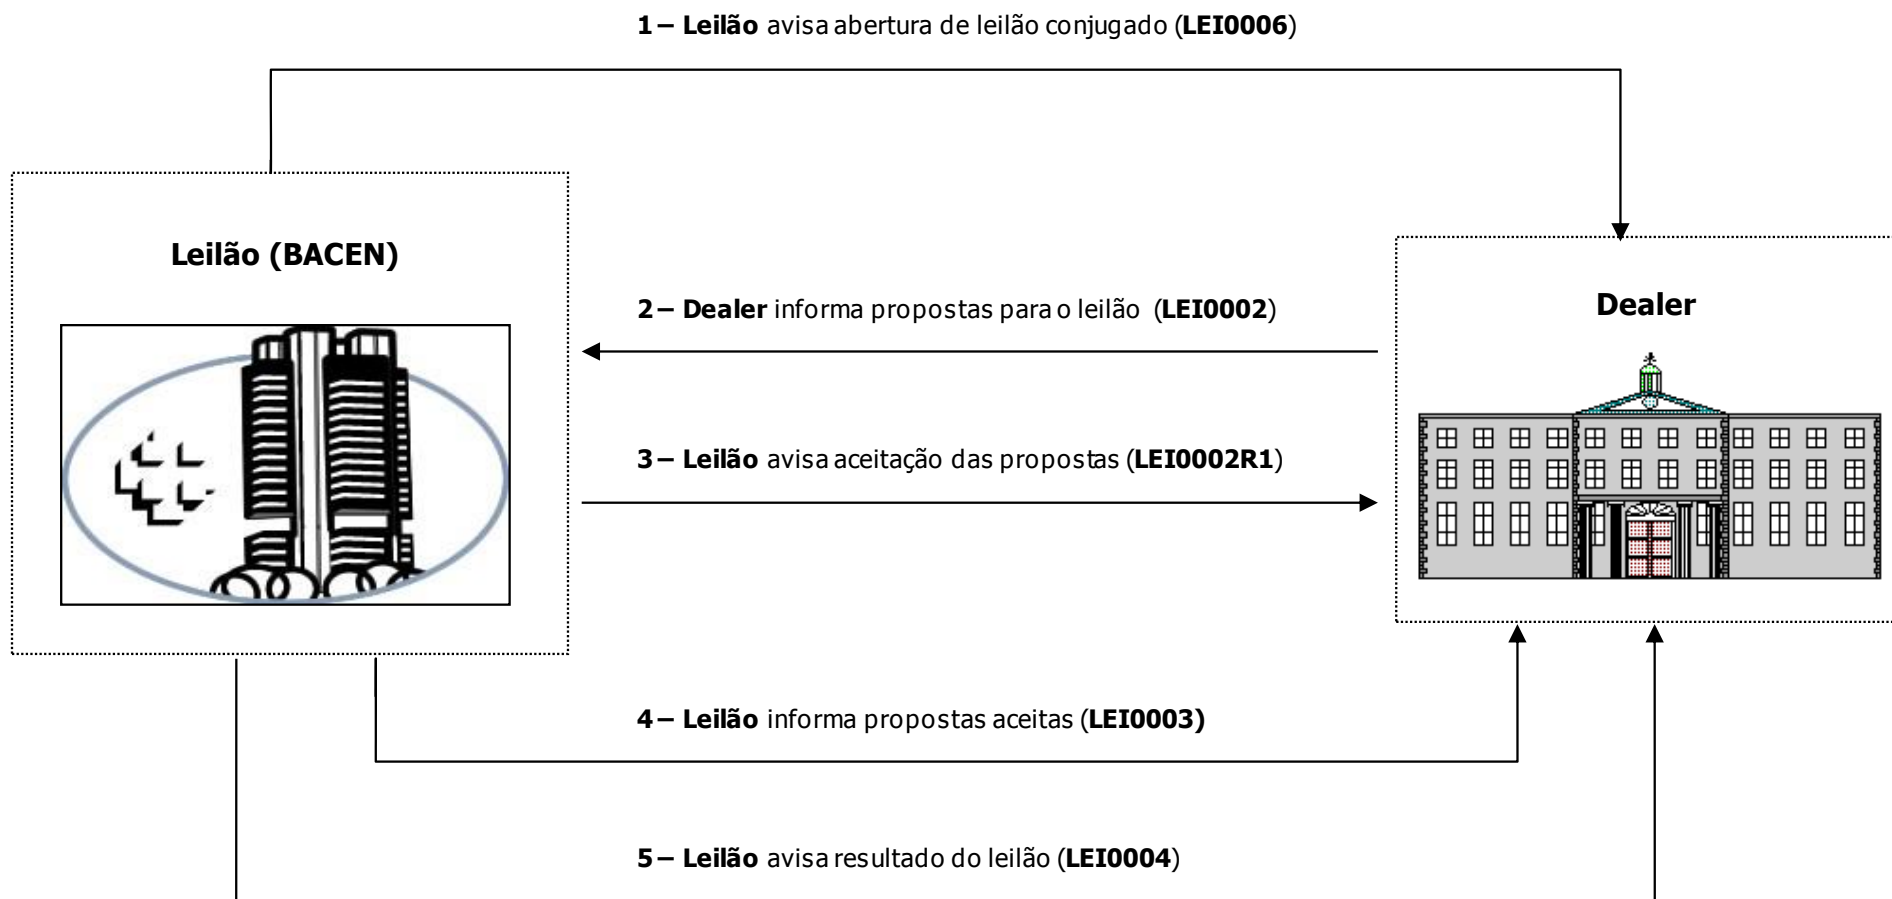 1 – Leilão avisa abertura de leilão conjugado (LEI0006)
Leilão (BACEN)
2 – Dealer informa propostas para o leilão (LEI0002)
Dealer
3 – Leilão avisa aceitação das propostas (LEI0002R1)
4 – Leilão informa propostas aceitas (LEI0003)
5 – Leilão avisa resultado do leilão (LEI0004)